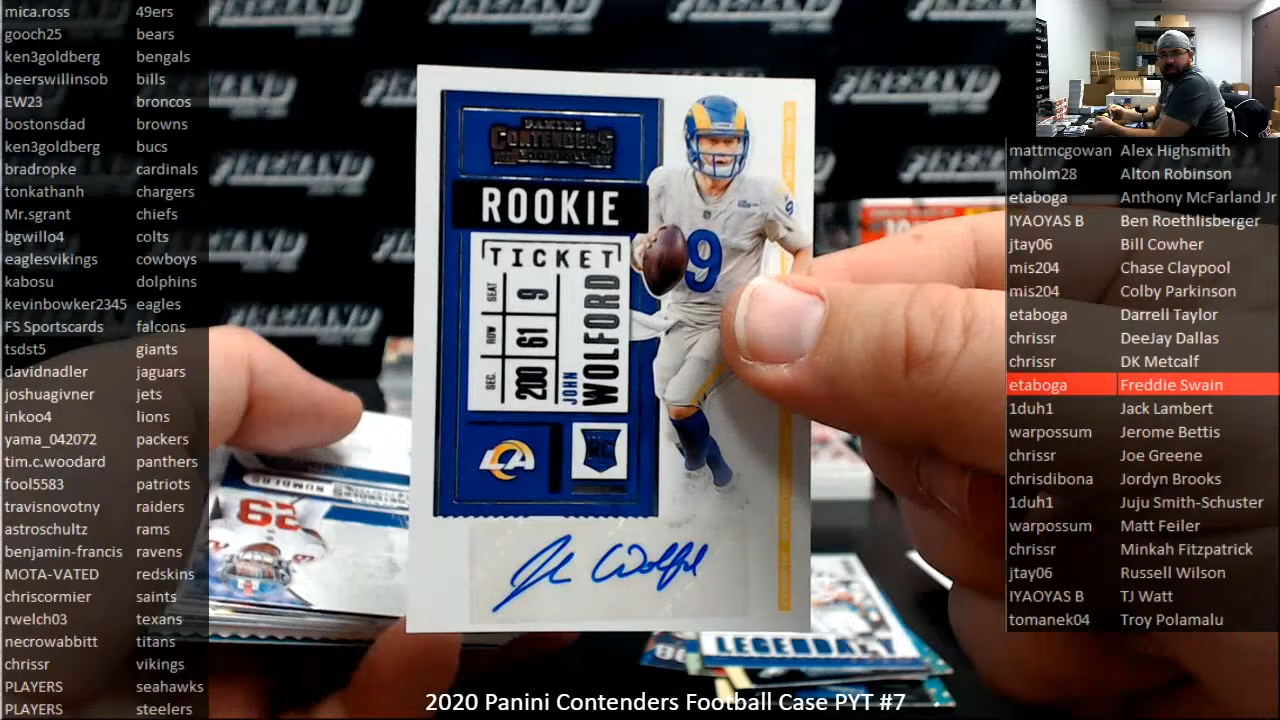 mica.ross 49ers
gooch25 bears
ken3goldberg bengals
beerswillinsob bills
EW23 broncos
bostonsdad browns
ken3goldberg bucs
bradropke cardinals
tonkathanh chargers
Mr.sgrant chiefs
bgwillo4 colts
eaglesvikings cowboys
kabosu dolphins
kevinbowker2345 eagles
FS Sportscards falcons
tsdst5 giants
davidnadler jaguars
joshuagivner jets
inkoo4 lions
yama_042072 packers
tim.c.woodard panthers
fool5583 patriots
travisnovotny raiders
astroschultz rams
benjamin-francis ravens
MOTA-VATED redskins
chriscormier saints
rwelch03 texans
necrowabbitt titans
chrissr vikings
PLAYERS seahawks
PLAYERS steelers
FIREHAND
PANINI
CONTENDERS
FOOTBALL
ROOKIE
TICKET
SEAT 9
ROW 61
SEC. 200
JOHN
WOLFORD
LA
9
LEGENDARY
NUMBERS
mattmcgowan Alex Highsmith
mholm28 Alton Robinson
etaboga Anthony McFarland Jr
IYAOYAS B Ben Roethlisberger
jtay06 Bill Cowher
mis204 Chase Claypool
mis204 Colby Parkinson
etaboga Darrell Taylor
chrissr DeeJay Dallas
chrissr DK Metcalf
etaboga Freddie Swain
1duh1 Jack Lambert
warpossum Jerome Bettis
chrissr Joe Greene
chrisdibona Jordyn Brooks
1duh1 Juju Smith-Schuster
warpossum Matt Feiler
chrissr Minkah Fitzpatrick
jtay06 Russell Wilson
IYAOYAS B TJ Watt
tomanek04 Troy Polamalu
2020 Panini Contenders Football Case PYT #7